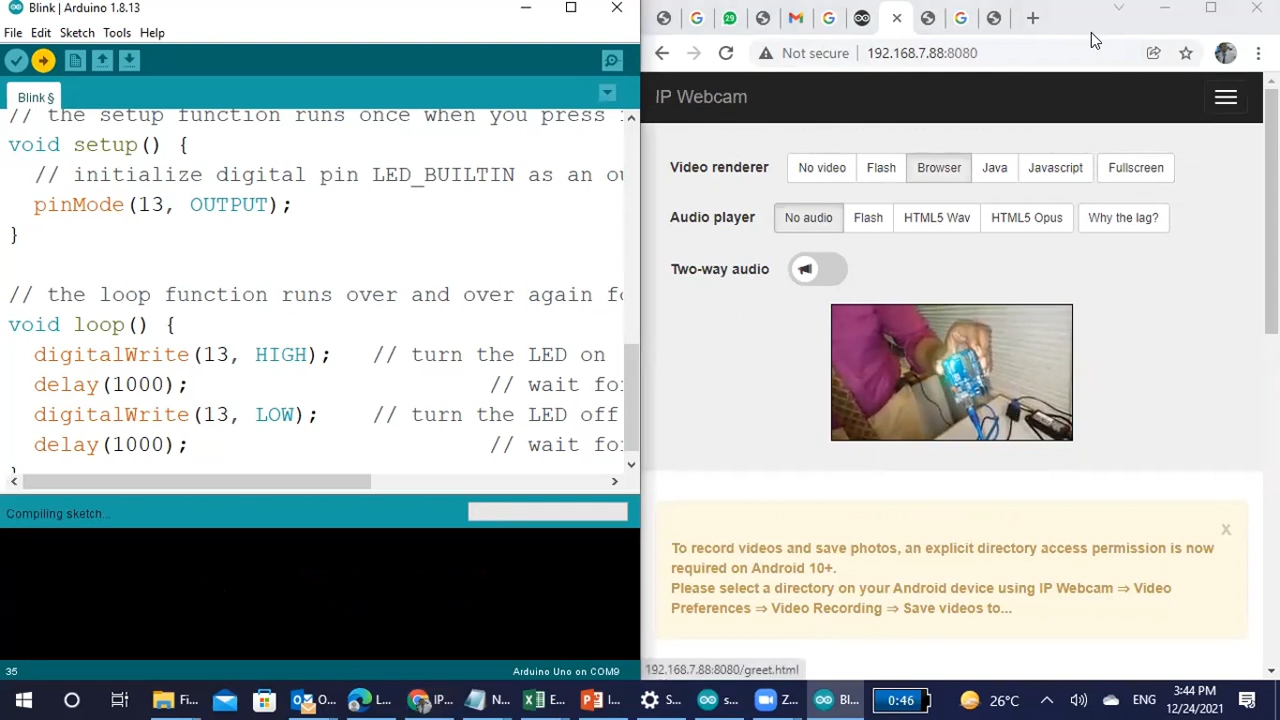 Blink | Arduino 1.8.13
File Edit Sketch Tools Help
Blink §
// the setup function runs once when you press
void setup() {
// initialize digital pin LED_BUILTIN as an
pinMode(13, OUTPUT);
}
// the loop function runs over and over again
void loop() {
digitalWrite(13, HIGH); // turn the LED on
delay(1000); // wait
digitalWrite(13, LOW); // turn the LED off
delay(1000); // wait
Compiling sketch...
35 Arduino Uno on COM9
29
Not secure 192.168.7.88:8080
IP Webcam
Video renderer No video Flash Browser Java Javascript Fullscreen
Audio player No audio Flash HTML5 Wav HTML5 Opus Why the lag?
Two-way audio
x
To record videos and save photos, an explicit directory access permission is now
required on Android 10+.
Please select a directory on your Android device using IP Webcam ⇒ Video
Preferences ⇒ Video Recording ⇒ Save videos to...
192.168.7.88:8080/greet.html
Fi... O... L... IP... N... E... I... S... s... Z... Bl... 0:46 26°C ENG
3:44 PM
12/24/2021